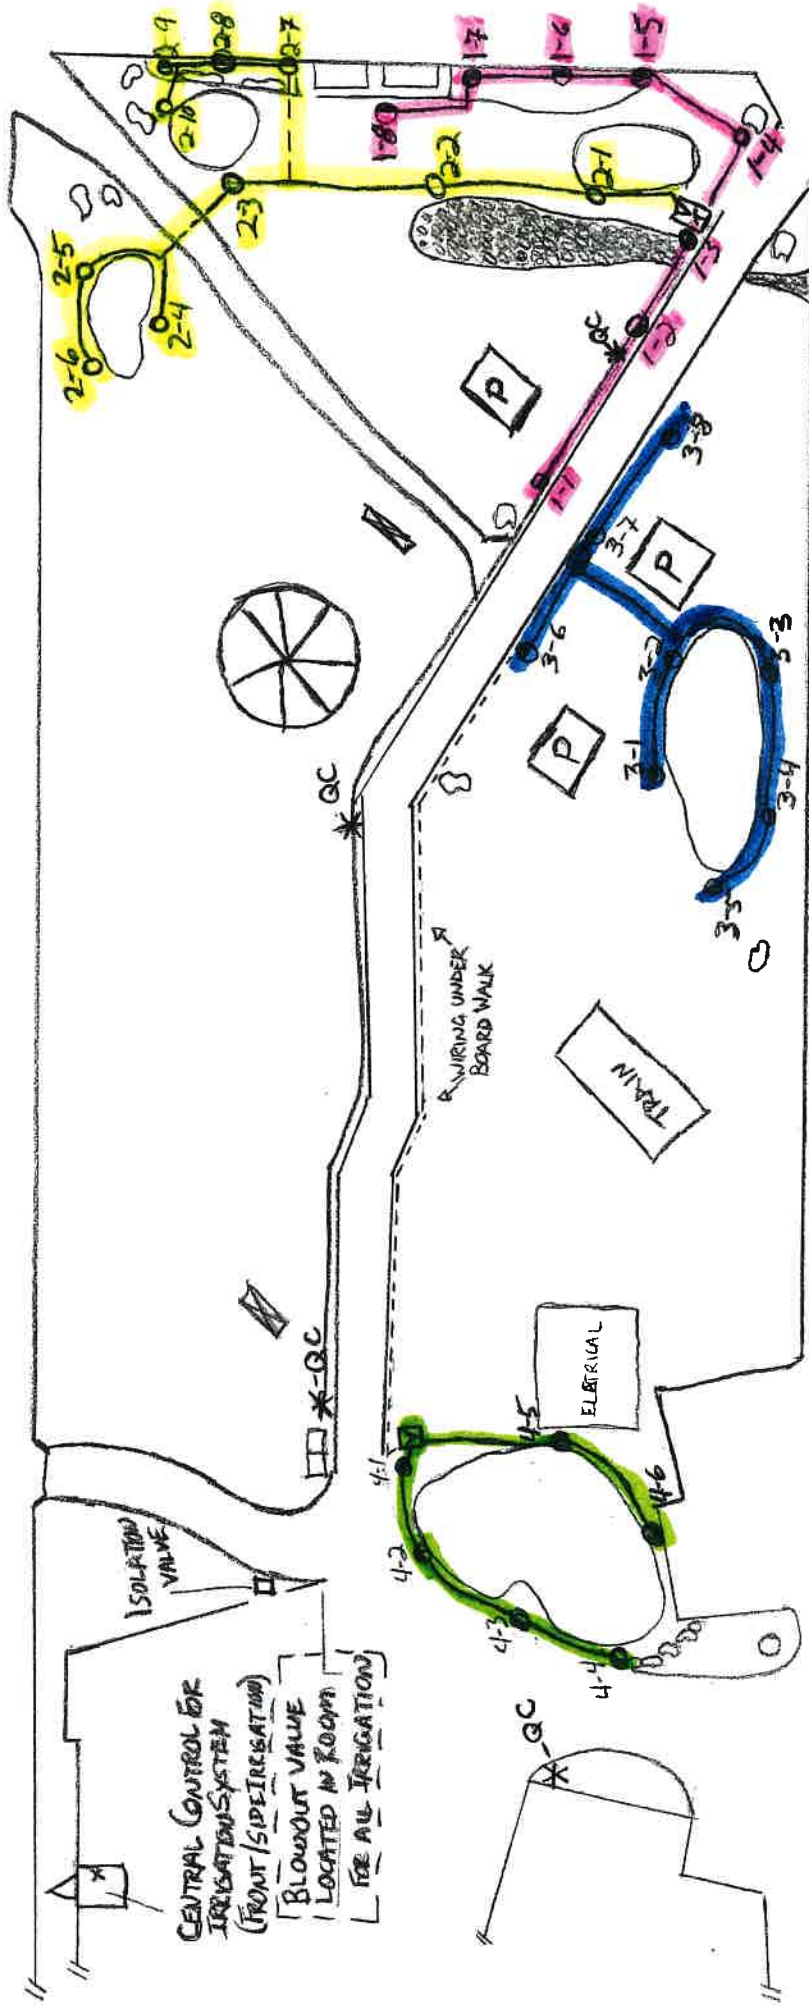 CENTRAL CONTROL FOR
IRRIGATION SYSTEM
(FRONT/SIDE IRRIGATION)
BLOWOUT VALVE
LOCATED IN ROOM
FOR ALL IRRIGATION
ISOLATION
VALVE
-QC
4-1
4-2
4-3
4-4
4-5
4-6
ELETRICAL
-QC
WIRING UNDER
BOARD WALK
TRAIN
QC
P
P
P
3-1
3-2
3-3
3-4
3-5
3-6
3-7
3-8
QC
1-1
1-2
1-3
1-4
1-5
1-6
1-7
1-8
2-1
2-2
2-3
2-4
2-5
2-6
2-7
2-8
2-9
2-10